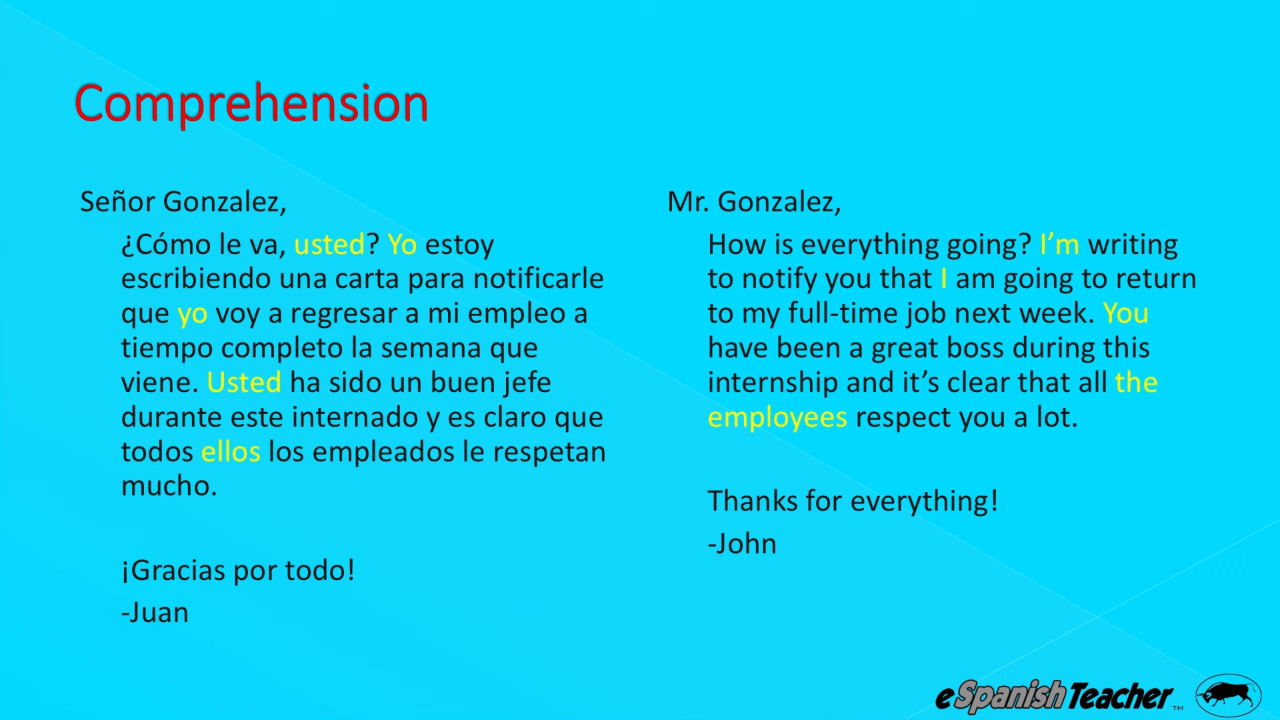 Comprehension
Señor Gonzalez,
¿Cómo le va, usted? Yo estoy
escribiendo una carta para notificarle
que yo voy a regresar a mi empleo a
tiempo completo la semana que
viene. Usted ha sido un buen jefe
durante este internado y es claro que
todos ellos los empleados le respetan
mucho.
¡Gracias por todo!
-Juan
Mr. Gonzalez,
How is everything going? I’m writing
to notify you that I am going to return
to my full-time job next week. You
have been a great boss during this
internship and it’s clear that all the
employees respect you a lot.
Thanks for everything!
-John
eSpanishTeacher™